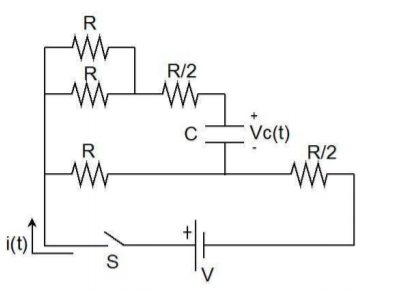 R
R
R/2
+
C
Vc(t)
-
R
R/2
i(t)
S
+
V